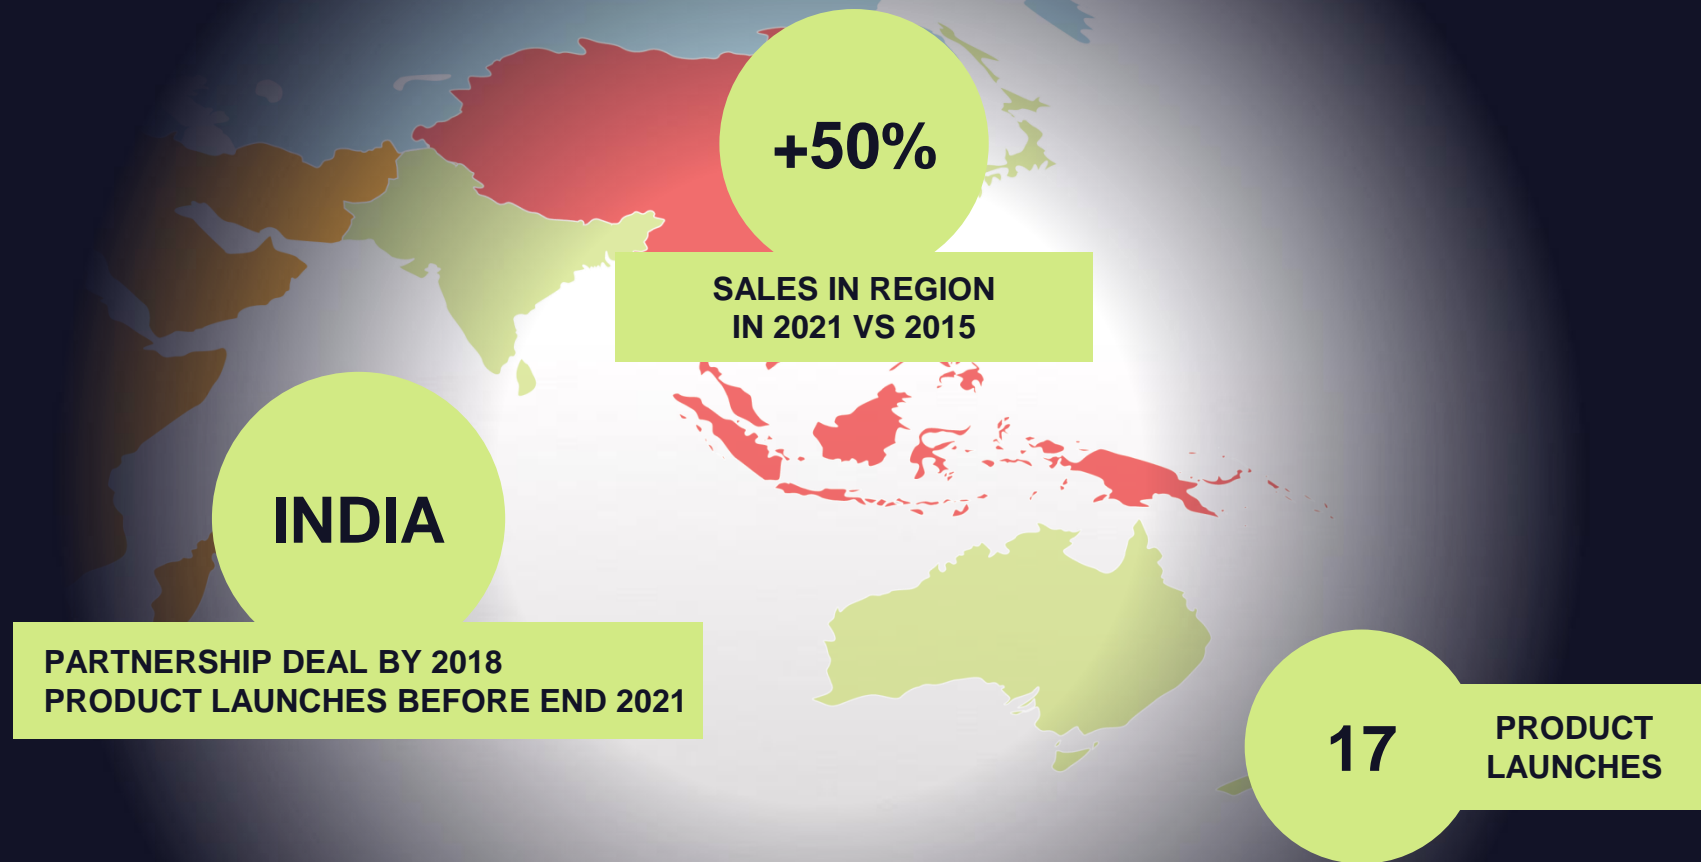 +50%
SALES IN REGION
IN 2021 VS 2015
INDIA
PARTNERSHIP DEAL BY 2018
PRODUCT LAUNCHES BEFORE END 2021
17
PRODUCT
LAUNCHES